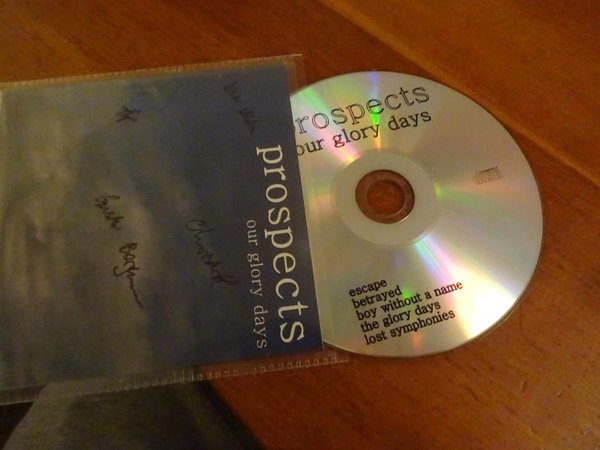 prospects
our glory days
prospects
our glory days
escape
betrayed
boy without a name
the glory days
lost symphonies